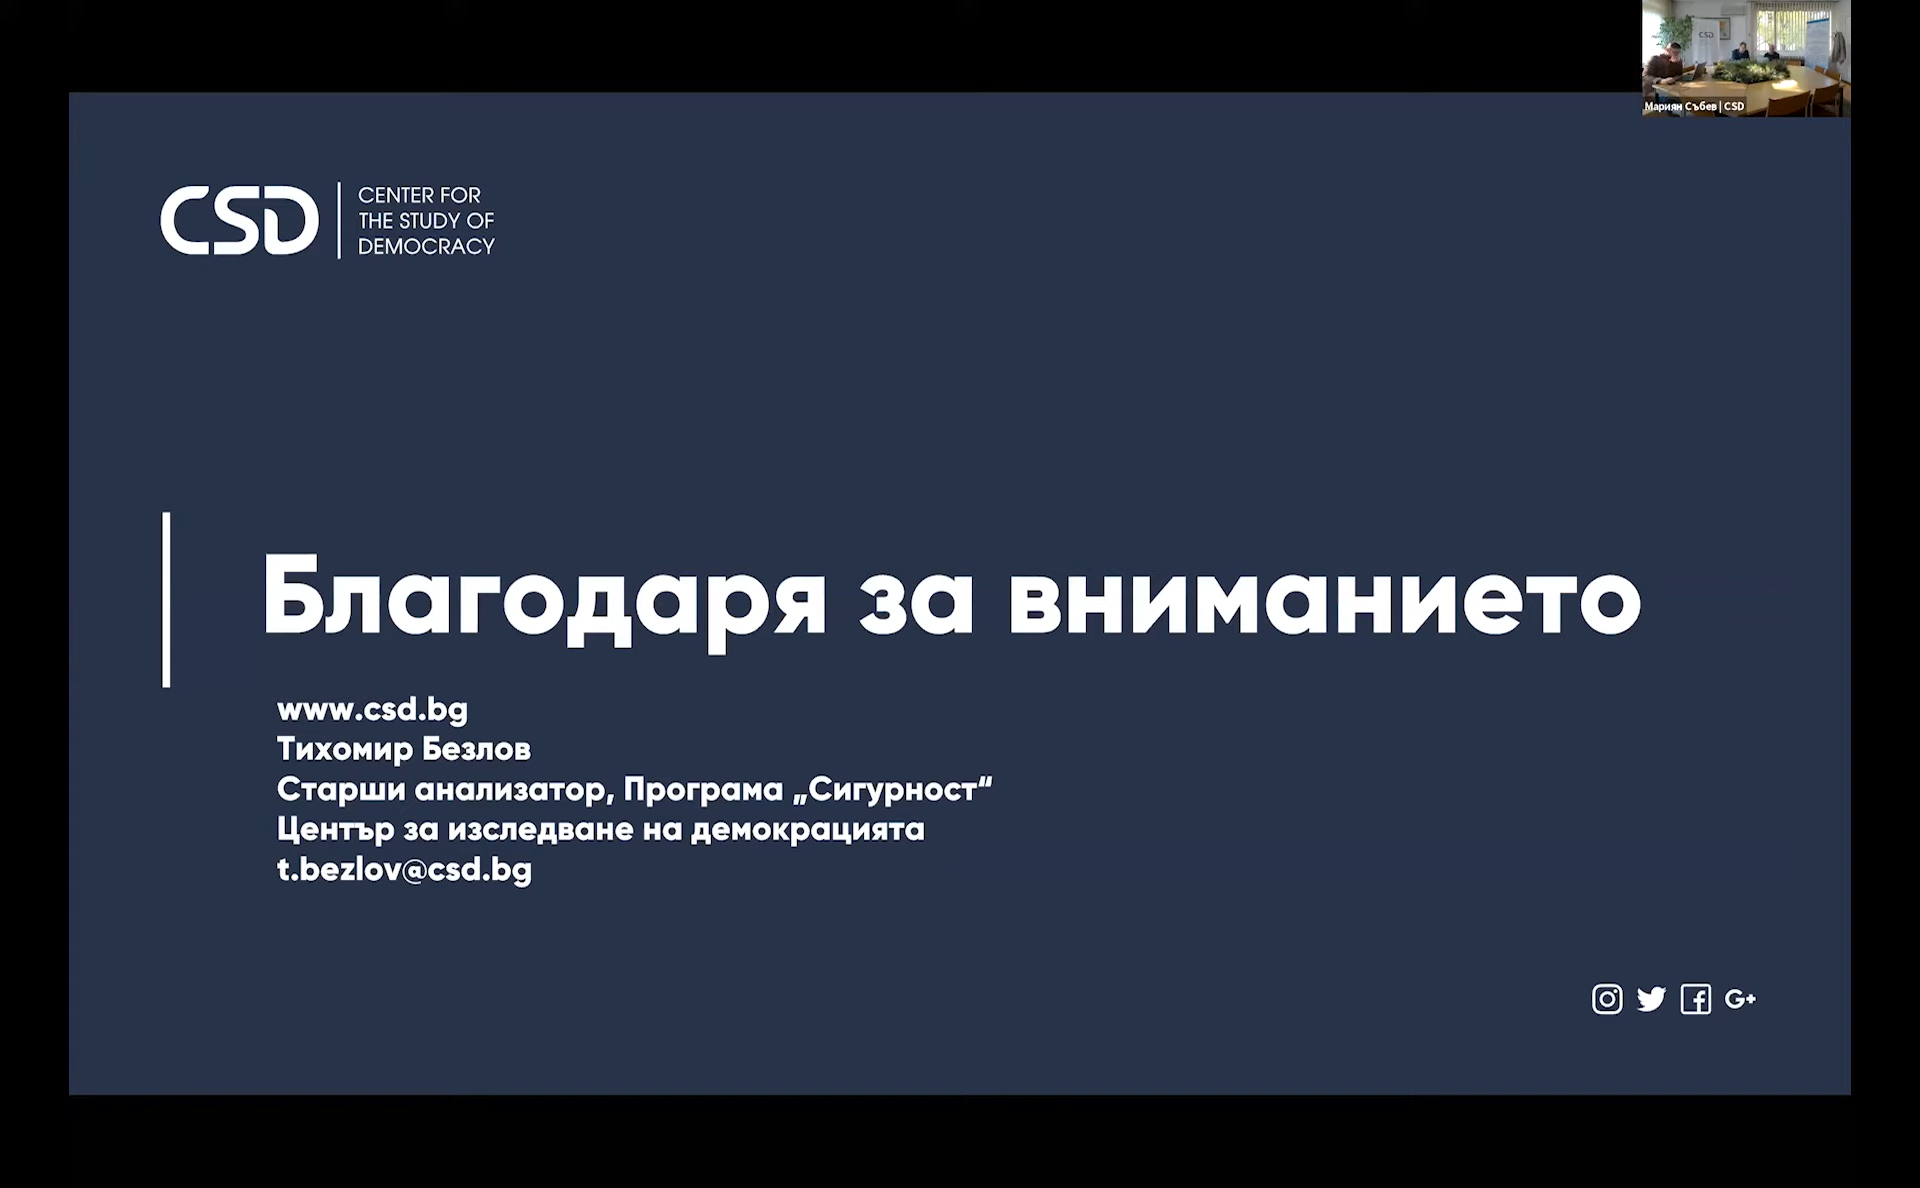 Мариян Събев | CSD
CSD
CSD
CENTER FOR
THE STUDY OF
DEMOCRACY
Благодаря за вниманието
www.csd.bg
Тихомир Безлов
Старши анализатор, Програма „Сигурност“
Център за изследване на демокрацията
t.bezlov@csd.bg
G+